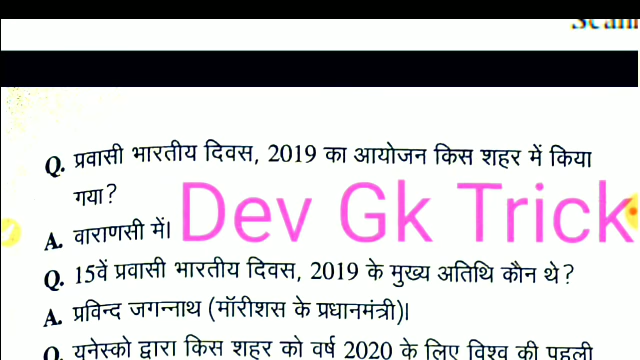 Q. प्रवासी भारतीय दिवस, 2019 का आयोजन किस शहर में किया
गया?
Dev Gk Trick
A. वाराणसी में।
Q. 15वें प्रवासी भारतीय दिवस, 2019 के मुख्य अतिथि कौन थे?
A. प्रविन्द जगन्नाथ (मॉरीशस के प्रधानमंत्री)।
Q. यूनेस्को द्वारा किस शहर को वर्ष 2020 के लिए विश्व की पहली